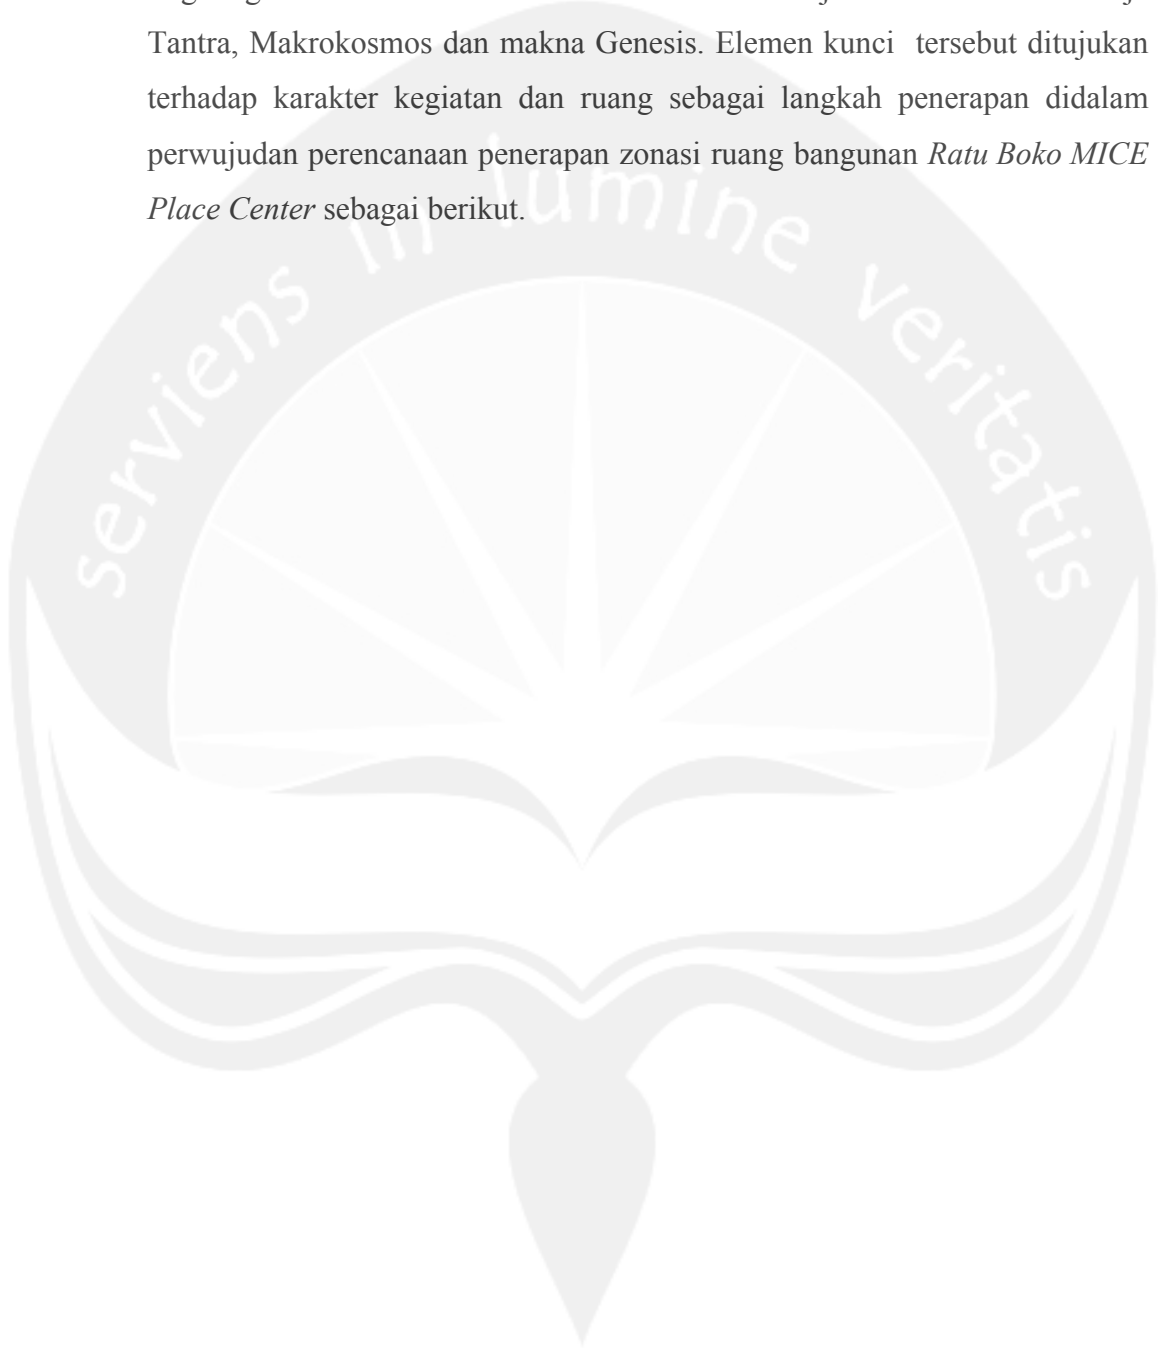 Tantra, Makrokosmos dan makna Genesis. Elemen kunci tersebut ditujukan
terhadap karakter kegiatan dan ruang sebagai langkah penerapan didalam
perwujudan perencanaan penerapan zonasi ruang bangunan Ratu Boko MICE
Place Center sebagai berikut.
serviens in lumine veritatis